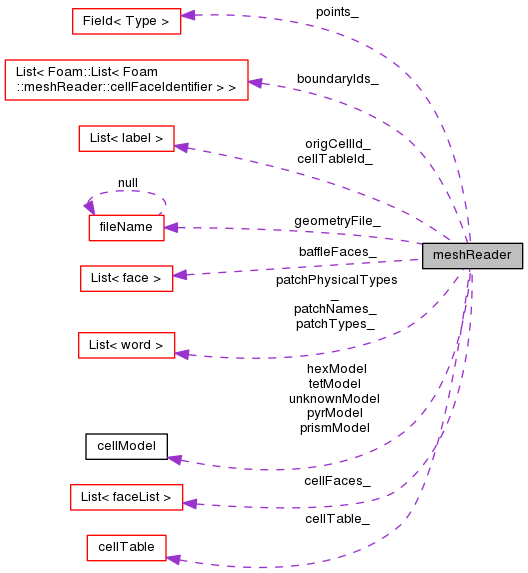 points_
Field< Type >
boundaryIds_
List< Foam::List< Foam
::meshReader::cellFaceIdentifier > >
origCellId_
cellTableId_
List< label >
null
geometryFile_
fileName
meshReader
baffleFaces_
List< face >
patchPhysicalTypes
_
patchNames_
patchTypes_
List< word >
hexModel
tetModel
unknownModel
pyrModel
prismModel
cellModel
cellFaces_
List< faceList >
cellTable_
cellTable